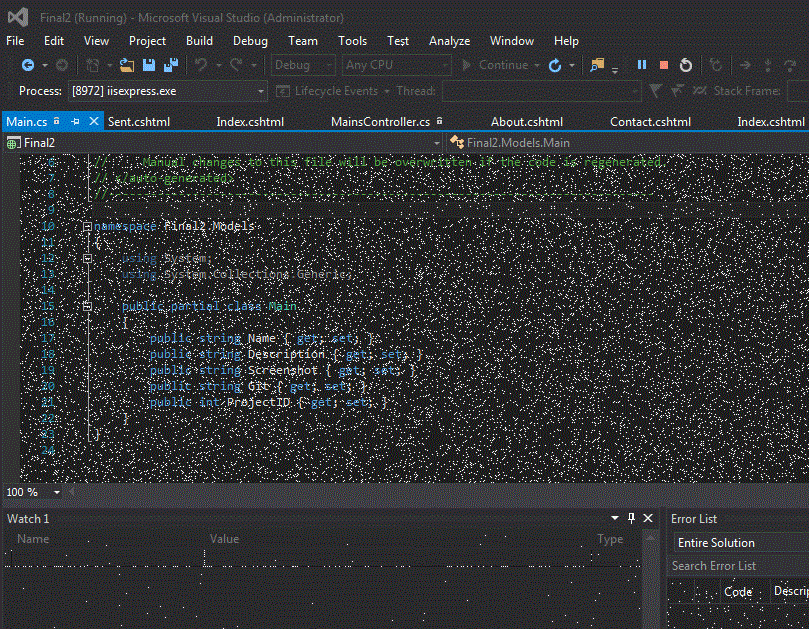 Final2 (Running) - Microsoft Visual Studio (Administrator)
File Edit View Project Build Debug Team Tools Test Analyze Window Help
Debug Any CPU Continue
Process: [8972] iisexpress.exe Lifecycle Events Thread: Stack Frame:
Main.cs Sent.cshtml Index.cshtml MainsController.cs About.cshtml Contact.cshtml Index.cshtml
Final2 Final2.Models.Main
6 // Manual changes to this file will be overwritten if the code is regenerated.
7 // </auto-generated>
8 //
9
10 namespace Final2.Models
11 {
12 using System;
13 using System.Collections.Generic;
14
15 public partial class Main
16 {
17 public string Name { get; set; }
18 public string Description { get; set; }
19 public string Screenshot { get; set; }
20 public string Git { get; set; }
21 public int ProjectID { get; set; }
22 }
23 }
24
100 %
Watch 1 Error List
Name Value Type Entire Solution
Search Error List
Code Descrip